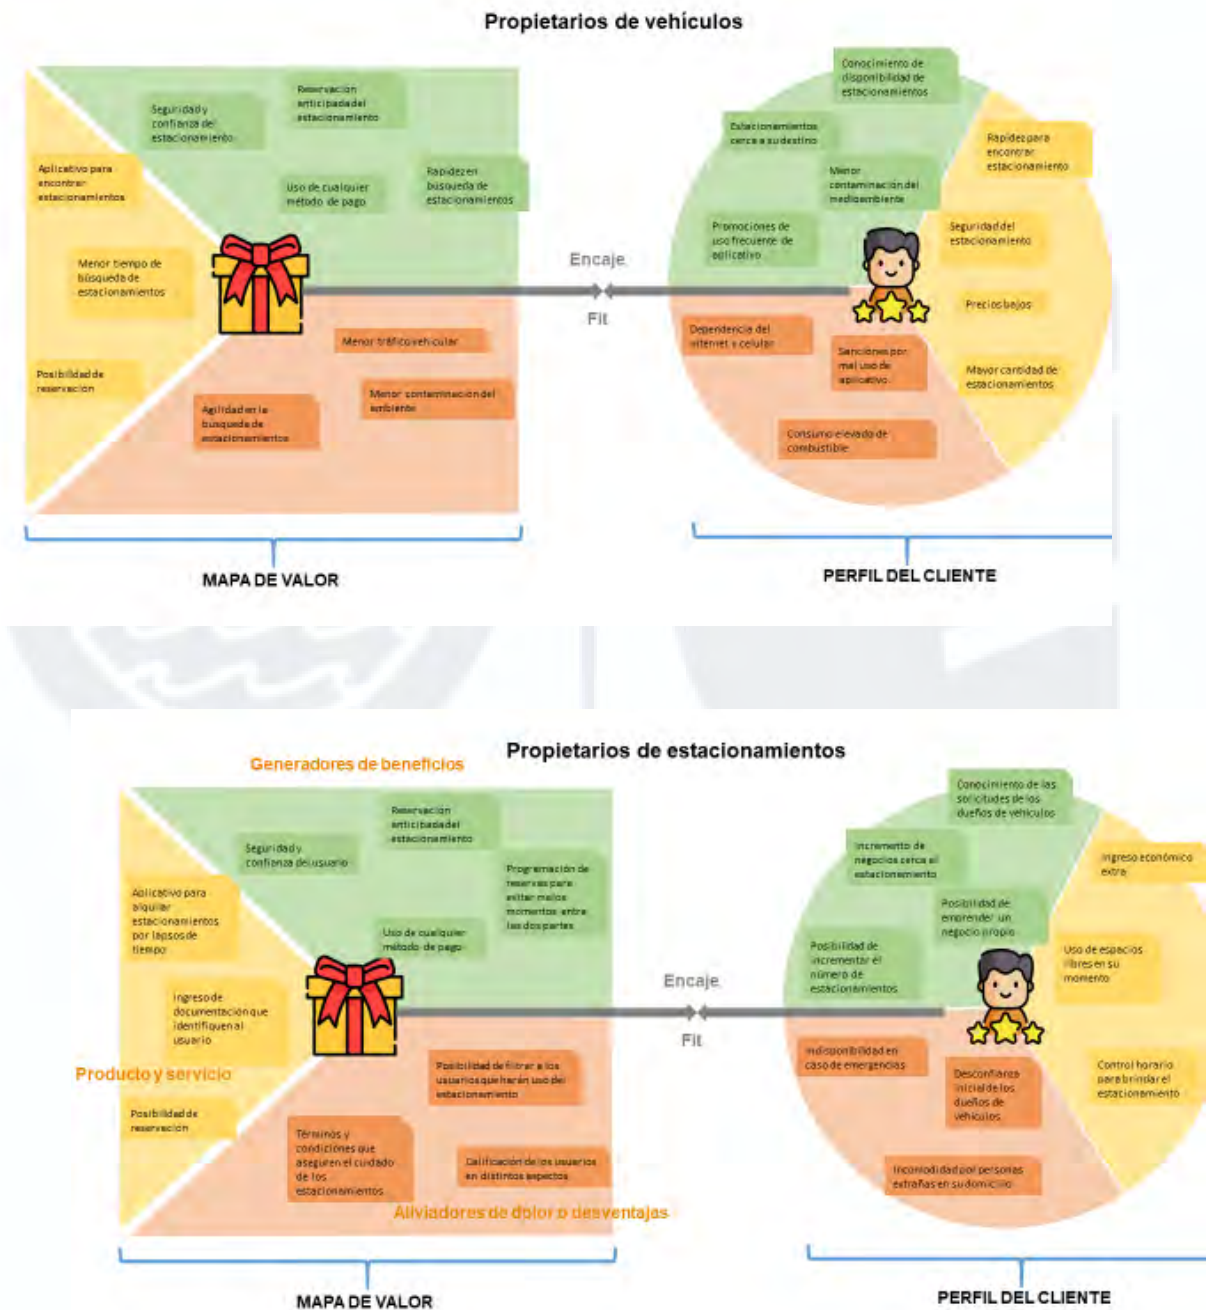 Propietarios de vehículos
Seguridad y
confianza del
estacionamiento
Reservación
anticipada del
estacionamiento
Uso de cualquier
método de pago
Rapidez en
búsqueda de
estacionamientos
Aplicativo para
encontrar
estacionamientos
Menor tiempo de
búsqueda de
estacionamientos
Posibilidad de
reservación
Menor tráfico vehicular
Menor contaminación del
ambiente
Agilidad en la
búsqueda de
estacionamientos
Encaje
Fit
Conocimiento de
disponibilidad de
estacionamientos
Estacionamientos
cerca a su destino
Menor
contaminación del
medioambiente
Promociones de
uso frecuente de
aplicativo
Rapidez para
encontrar
estacionamiento
Seguridad del
estacionamiento
Precios bajos
Mayor cantidad de
estacionamientos
Dependencia del
internet y celular
Sanciones por
mal uso de
aplicativo
Consumo elevado de
combustible
MAPA DE VALOR
PERFIL DEL CLIENTE
Propietarios de estacionamientos
Generadores de beneficios
Seguridad y
confianza del usuario
Reservación
anticipada del
estacionamiento
Uso de cualquier
método de pago
Programación de
reservas para
evitar malos
momentos entre
las dos partes
Aplicativo para
alquilar
estacionamientos
por lapsos de
tiempo
Ingreso de
documentación que
identifiquen al
usuario
Producto y servicio
Posibilidad de
reservación
Posibilidad de filtrar a los
usuarios que harán uso del
estacionamiento
Términos y
condiciones que
aseguren el cuidado
de los
estacionamientos
Calificación de los usuarios
en distintos aspectos
Aliviadores de dolor o desventajas
Encaje
Fit
Conocimiento de las
solicitudes de los
dueños de vehículos
Incremento de
negocios cerca al
estacionamiento
Posibilidad de
emprender un
negocio propio
Posibilidad de
incrementar el
número de
estacionamientos
Ingreso económico
extra
Uso de espacios
libres en su
momento
Control horario
para brindar el
estacionamiento
Indisponibilidad en
caso de emergencias
Desconfianza
inicial de los
dueños de
vehículos
Incomodidad por personas
extrañas en su domicilio
MAPA DE VALOR
PERFIL DEL CLIENTE